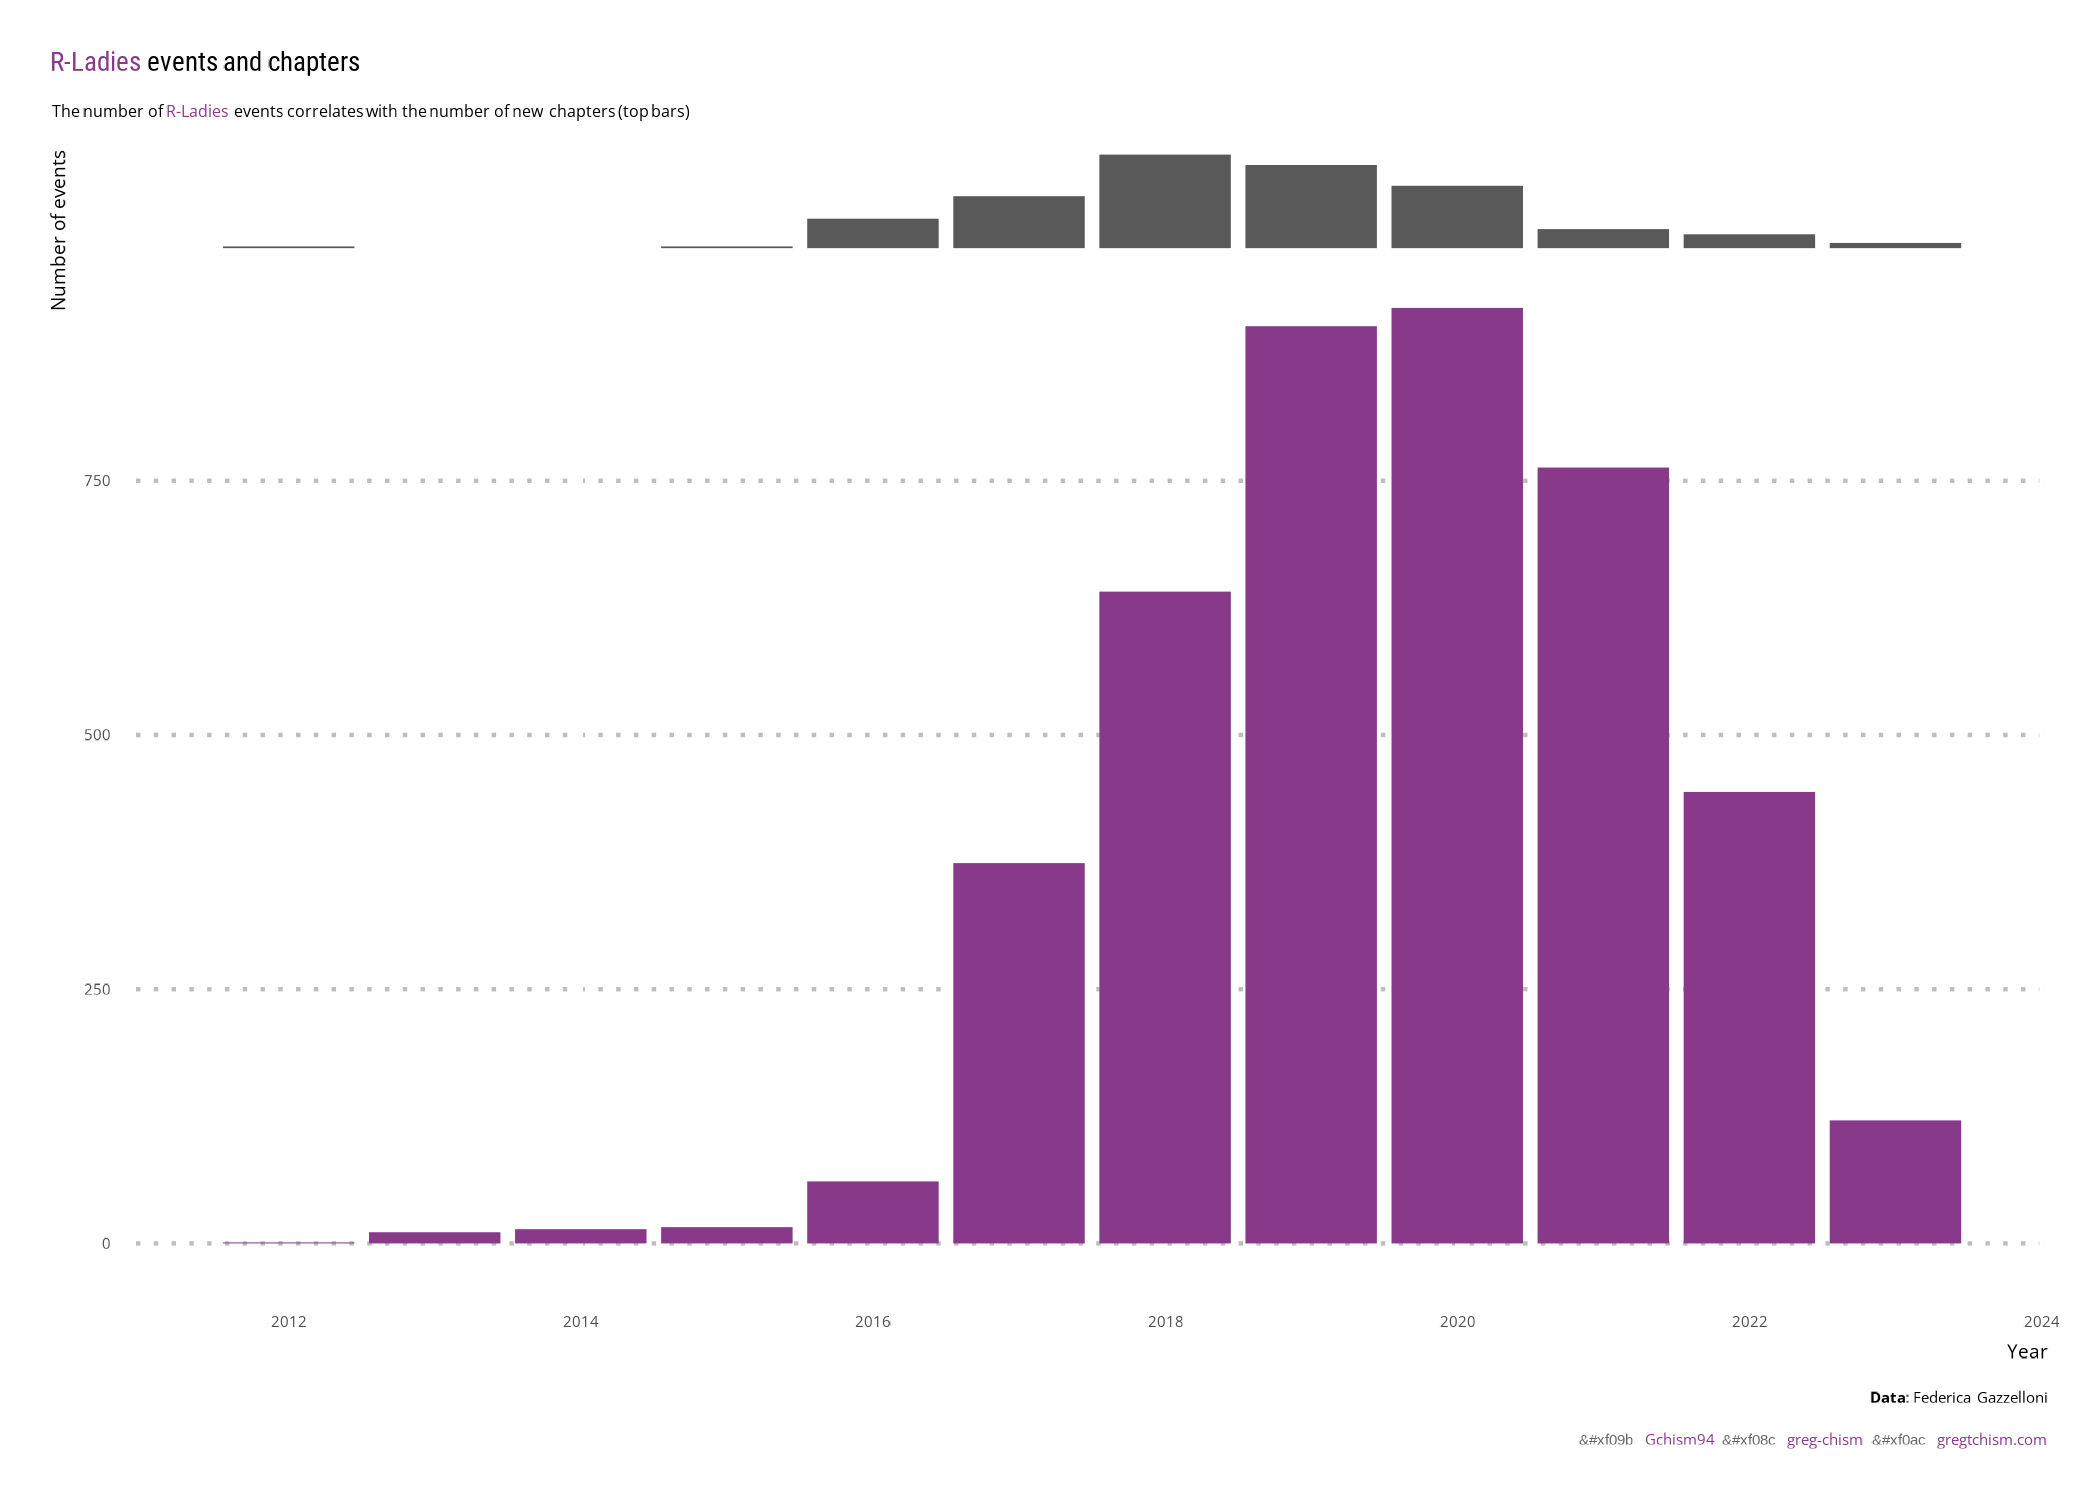 R-Ladies events and chapters
The number of R-Ladies events correlates with the number of new chapters (top bars)
Number of events
750
500
250
0
2012 2014 2016 2018 2020 2022 2024
Year
Data: Federica Gazzelloni
&#xf09b Gchism94 &#xf08c greg-chism &#xf0ac gregtchism.com